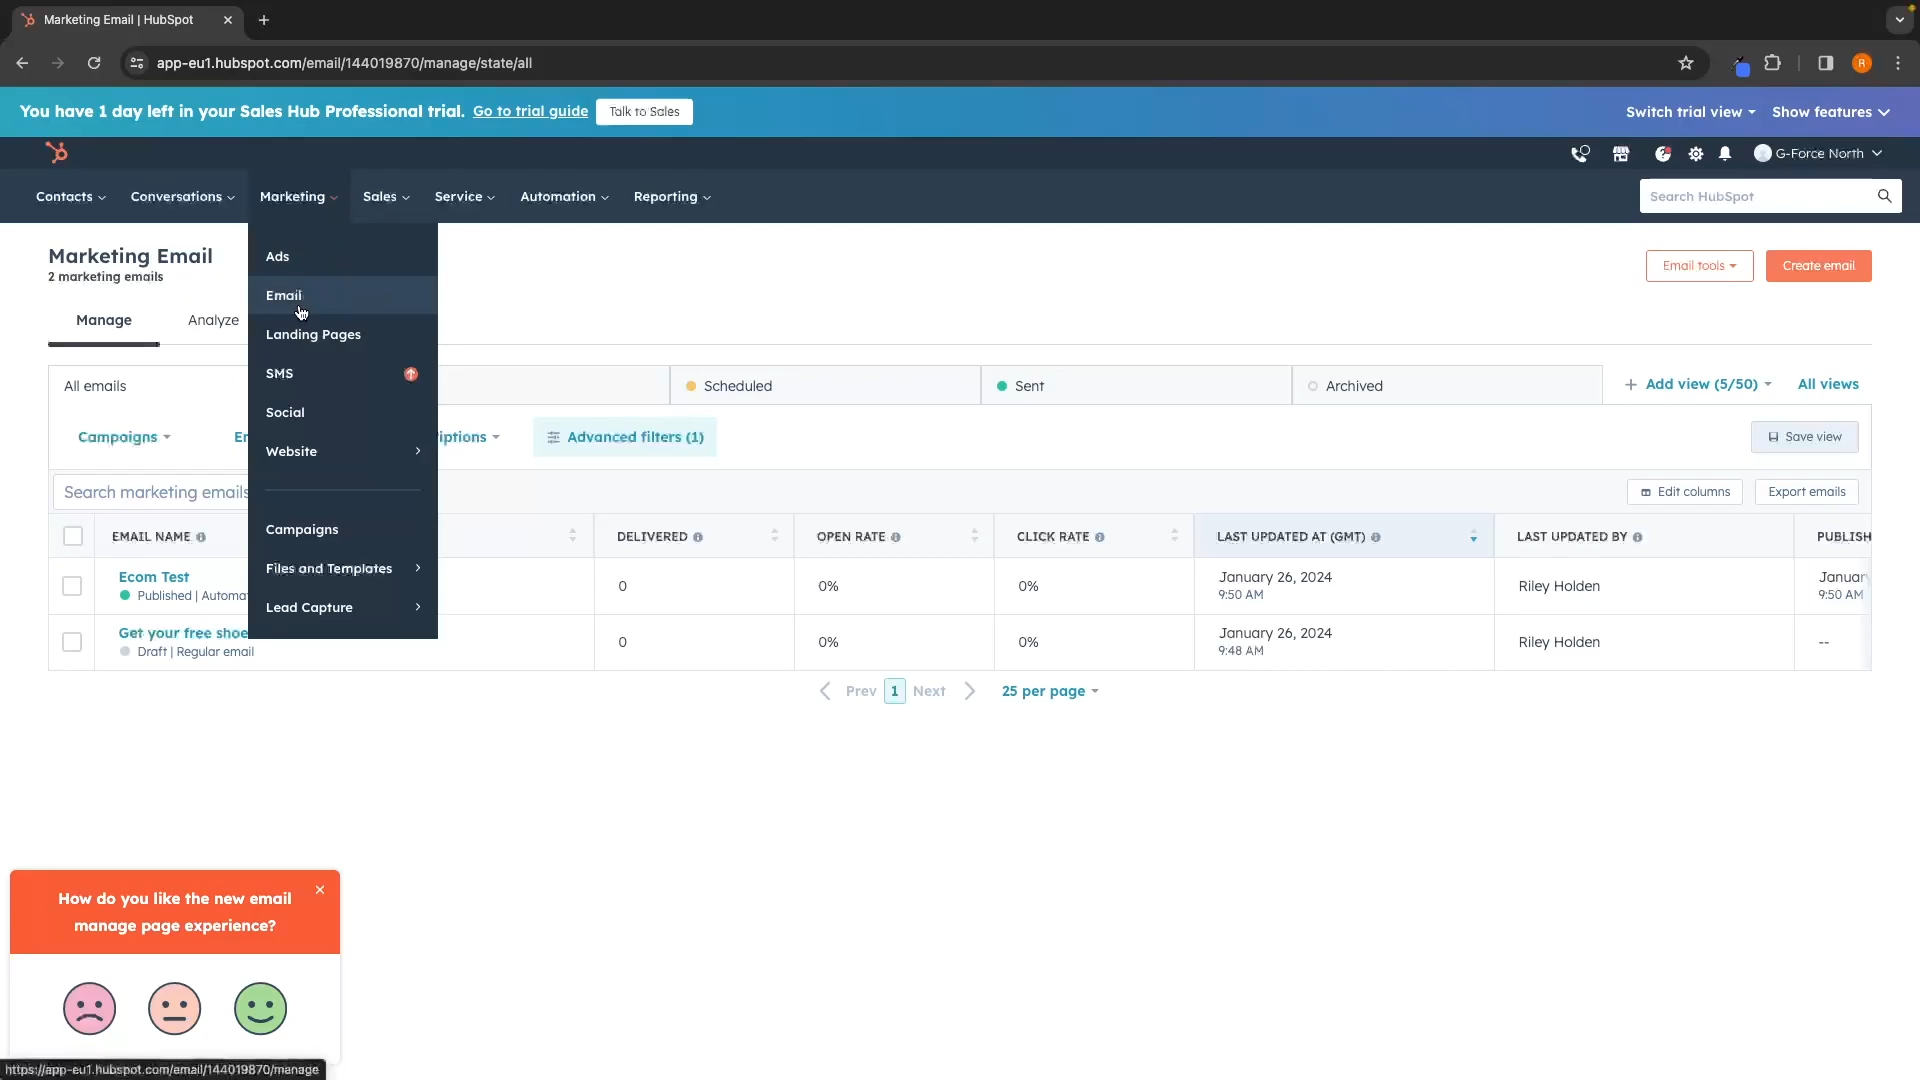 Marketing Email | HubSpot
app-eu1.hubspot.com/email/144019870/manage/state/all
R
You have 1 day left in your Sales Hub Professional trial. Go to trial guide Talk to Sales
Switch trial view Show features
G-Force North
Contacts Conversations Marketing Sales Service Automation Reporting
Search HubSpot
Marketing Email
2 marketing emails
Email tools
Create email
Manage
Analyze
Ads
Email
Landing Pages
SMS
Social
Website
Campaigns
Files and Templates
Lead Capture
All emails
Scheduled
Sent
Archived
Add view (5/50)
All views
Campaigns
Advanced filters (1)
Save view
Search marketing emails
Edit columns
Export emails
EMAIL NAME DELIVERED OPEN RATE CLICK RATE LAST UPDATED AT (GMT) LAST UPDATED BY PUBLISH
Ecom Test 0 0% 0% January 26, 2024 Riley Holden
Published | Automa 9:50 AM 9:50 AM
Get your free shoe 0 0% 0% January 26, 2024 Riley Holden --
Draft | Regular email 9:48 AM
Prev 1 Next 25 per page
How do you like the new email
manage page experience?
https://app-eu1.hubspot.com/email/144019870/manage